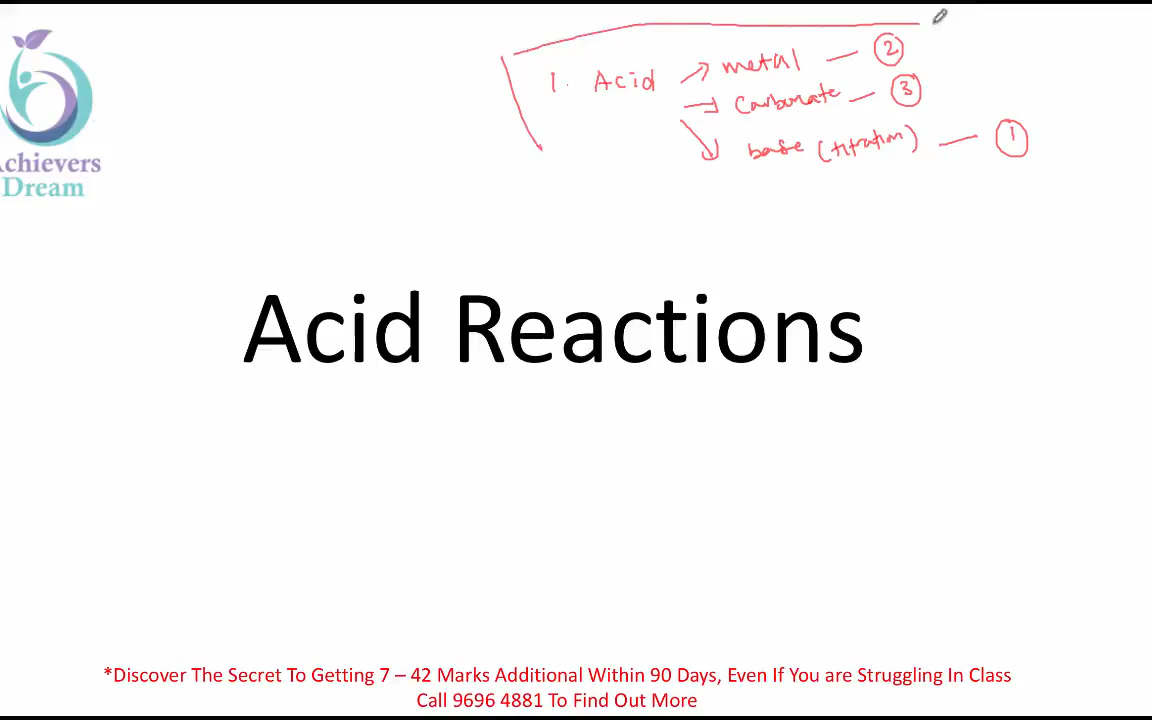 1. Acid → metal — ②
→ Carbonate — ③
↘ base (titration) — ①
Achievers
Dream
Acid Reactions
*Discover The Secret To Getting 7 – 42 Marks Additional Within 90 Days, Even If You are Struggling In Class
Call 9696 4881 To Find Out More